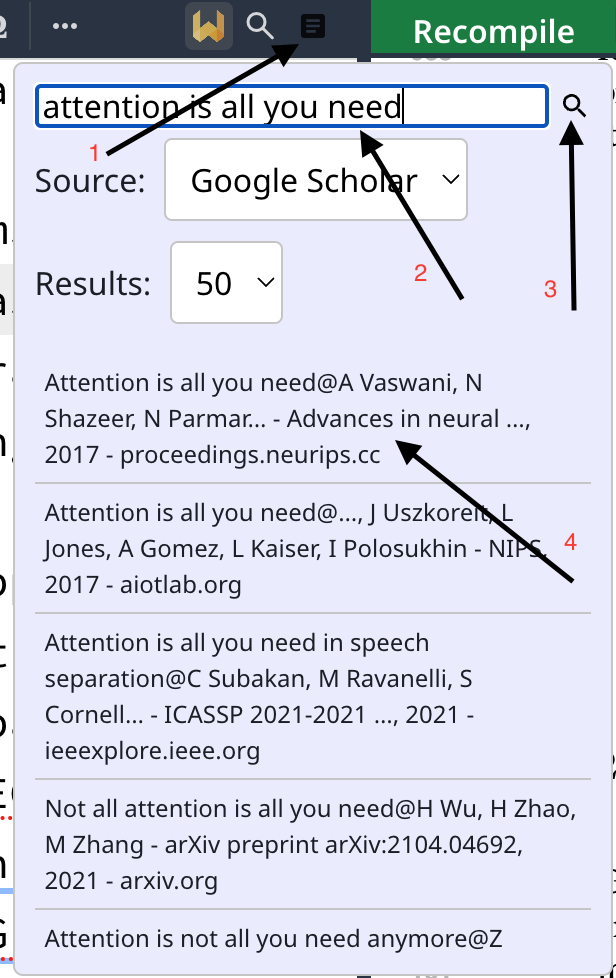 Recompile
attention is all you need
1
Source:
Google Scholar
2
Results:
50
3
Attention is all you need@A Vaswani, N
Shazeer, N Parmar... - Advances in neural ...,
2017 - proceedings.neurips.cc
Attention is all you need@..., J Uszkoreit, L
Jones, A Gomez, L Kaiser, I Polosukhin - NIPS,
4
2017 - aiotlab.org
Attention is all you need in speech
separation@C Subakan, M Ravanelli, S
Cornell... - ICASSP 2021-2021 ..., 2021 -
ieeexplore.ieee.org
Not all attention is all you need@H Wu, H Zhao,
M Zhang - arXiv preprint arXiv:2104.04692,
2021 - arxiv.org
Attention is not all you need anymore@Z